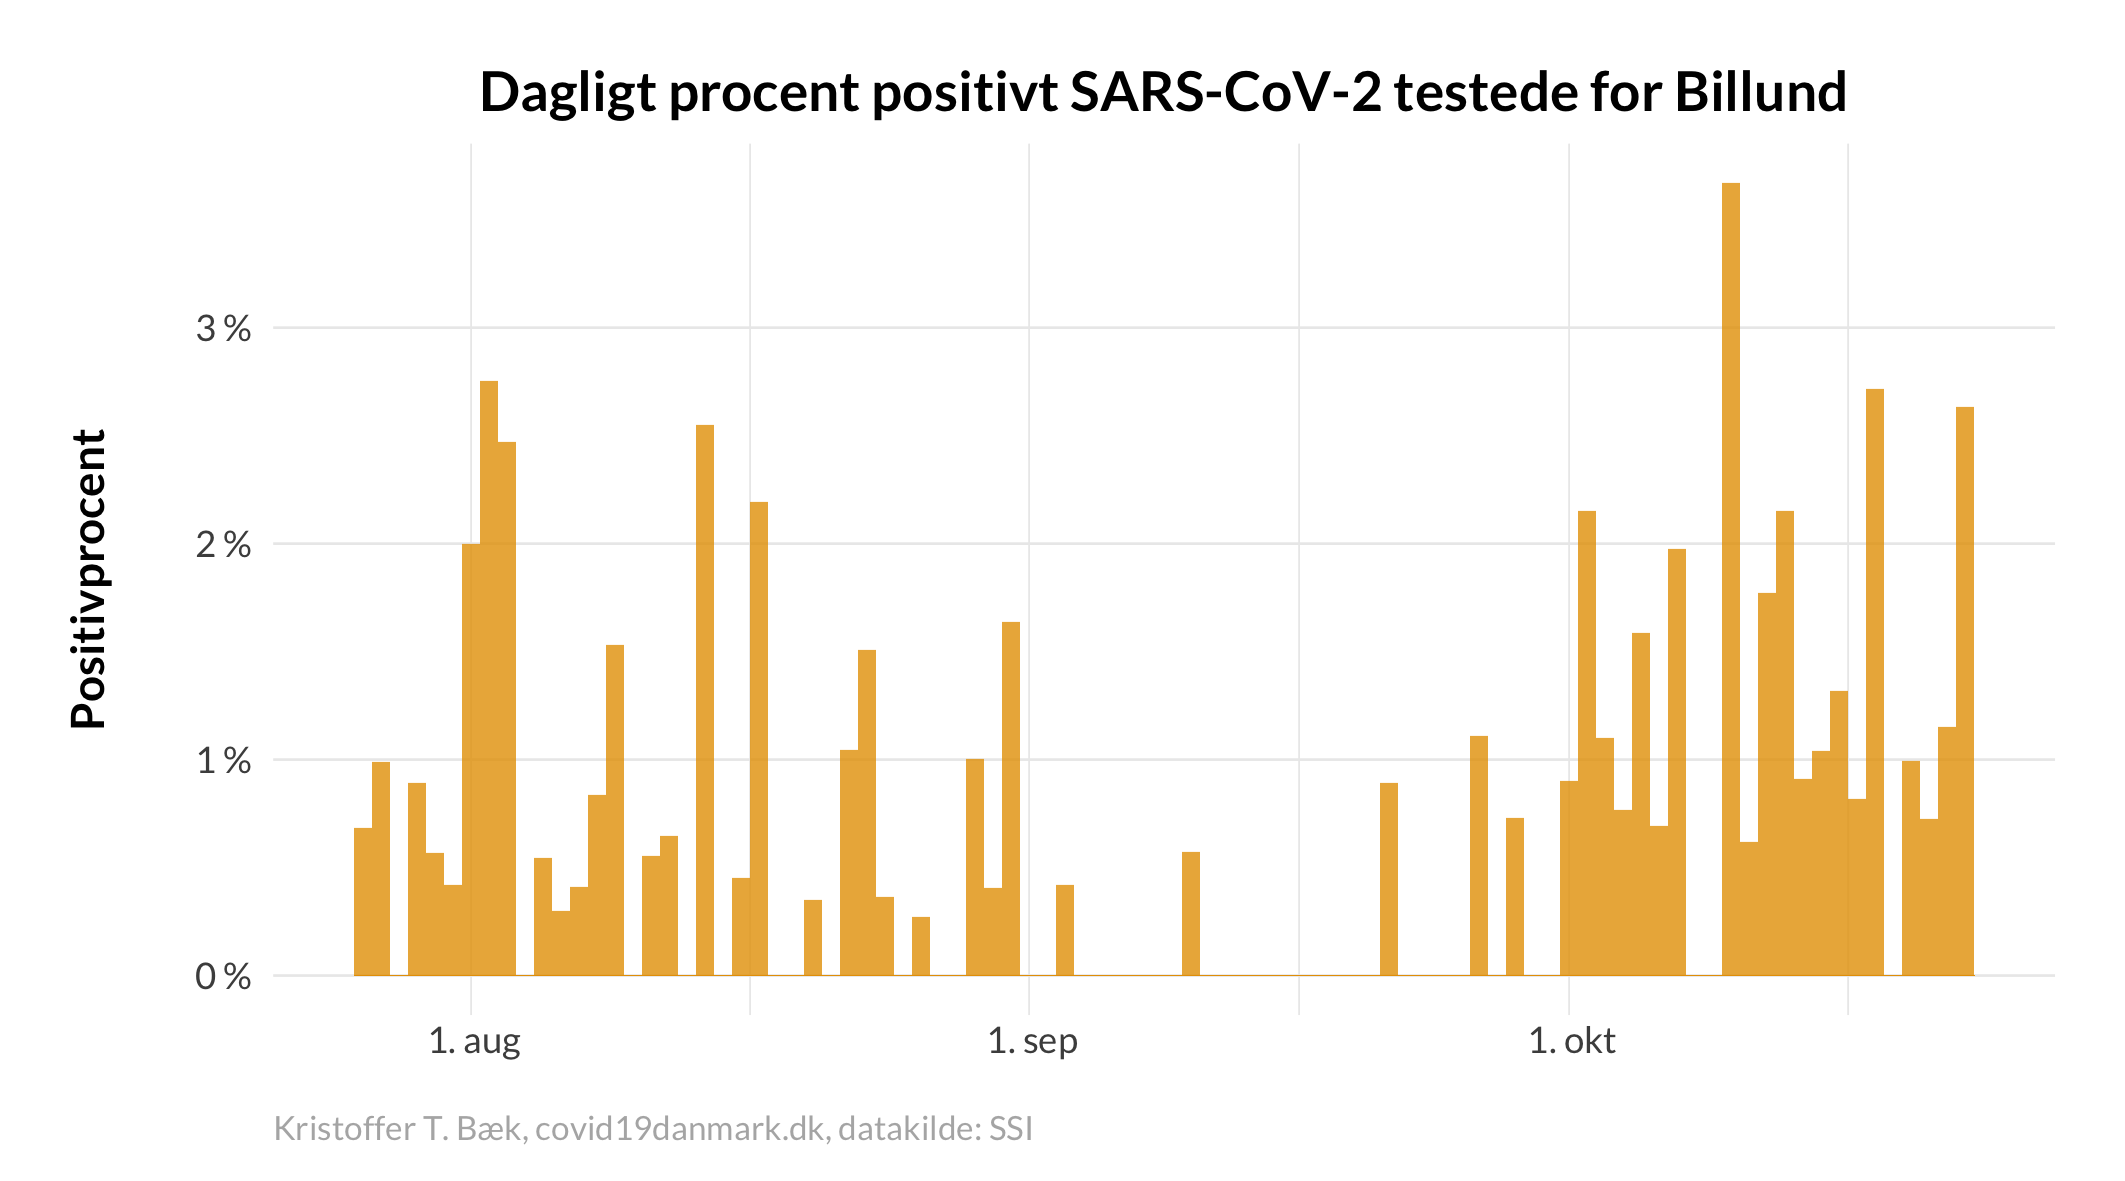 Dagligt procent positivt SARS-CoV-2 testede for Billund
Positivprocent
3 %
2 %
1 %
0 %
1. aug
1. sep
1. okt
Kristoffer T. Bæk, covid19danmark.dk, datakilde: SSI